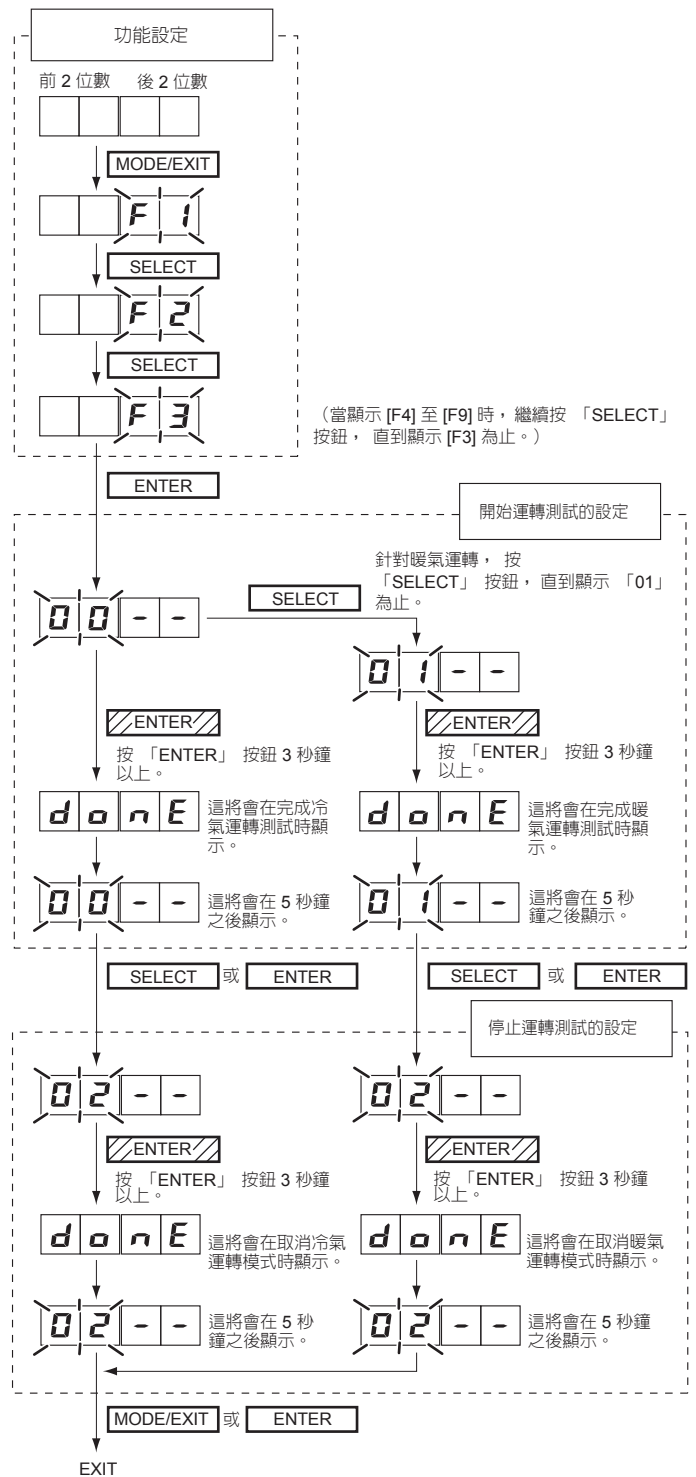 功能設定
前 2 位數 後 2 位數
MODE/EXIT
F 1
SELECT
F 2
SELECT
F 3
（當顯示 [F4] 至 [F9] 時，繼續按 「SELECT」
按鈕， 直到顯示 [F3] 為止。）
ENTER
開始運轉測試的設定
針對暖氣運轉， 按
「SELECT」 按鈕，直到顯示 「01」
為止。
SELECT
0 0 - -
0 1 - -
ENTER
按 「ENTER」 按鈕 3 秒鐘
以上。
ENTER
按 「ENTER」 按鈕 3 秒鐘
以上。
d o n E
這將會在完成冷
氣運轉測試時顯
示。
d o n E
這將會在完成暖
氣運轉測試時顯
示。
0 0 - -
這將會在 5 秒鐘
之後顯示。
0 1 - -
這將會在 5 秒
鐘之後顯示。
SELECT 或 ENTER
SELECT 或 ENTER
停止運轉測試的設定
0 2 - -
0 2 - -
ENTER
按 「ENTER」 按鈕 3 秒鐘
以上。
ENTER
按 「ENTER」 按鈕 3 秒鐘
以上。
d o n E
這將會在取消冷氣
運轉模式時顯示。
d o n E
這將會在取消暖氣
運轉模式時顯示。
0 2 - -
這將會在 5 秒
鐘之後顯示。
0 2 - -
這將會在 5 秒鐘
之後顯示。
MODE/EXIT 或 ENTER
EXIT